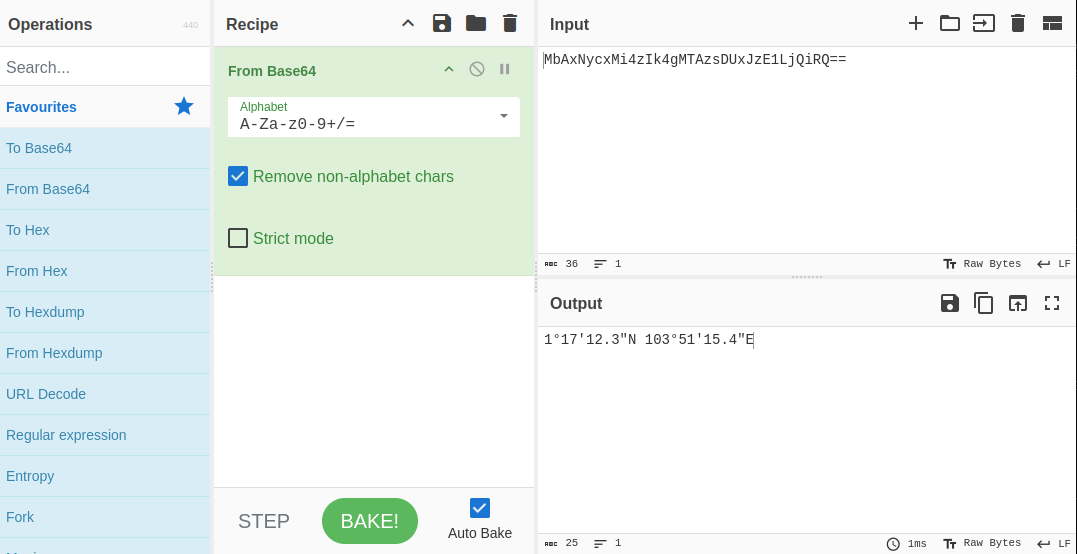 Operations
440
Search...
Favourites
To Base64
From Base64
To Hex
From Hex
To Hexdump
From Hexdump
URL Decode
Regular expression
Entropy
Fork
Recipe
From Base64
Alphabet
A-Za-z0-9+/=
Remove non-alphabet chars
Strict mode
STEP
BAKE!
Auto Bake
Input
MbAxNycxMi4zIk4gMTAzsDUxJzE1LjQiRQ==
ABC 36 1 Tr Raw Bytes LF
Output
1°17'12.3"N 103°51'15.4"E
ABC 25 1 1ms Tr Raw Bytes LF